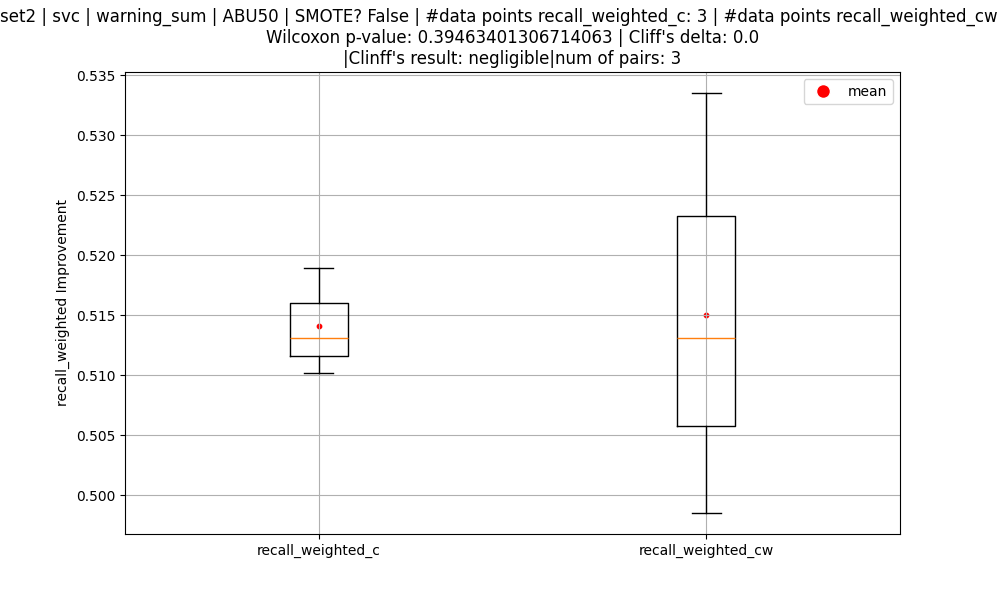 set2 | svc | warning_sum | ABU50 | SMOTE? False | #data points recall_weighted_c: 3 | #data points recall_weighted_cw
Wilcoxon p-value: 0.39463401306714063 | Cliff's delta: 0.0
|Clinff's result: negligible|num of pairs: 3
mean
0.535
0.530
0.525
0.520
0.515
0.510
0.505
0.500
recall_weighted Improvement
recall_weighted_c
recall_weighted_cw